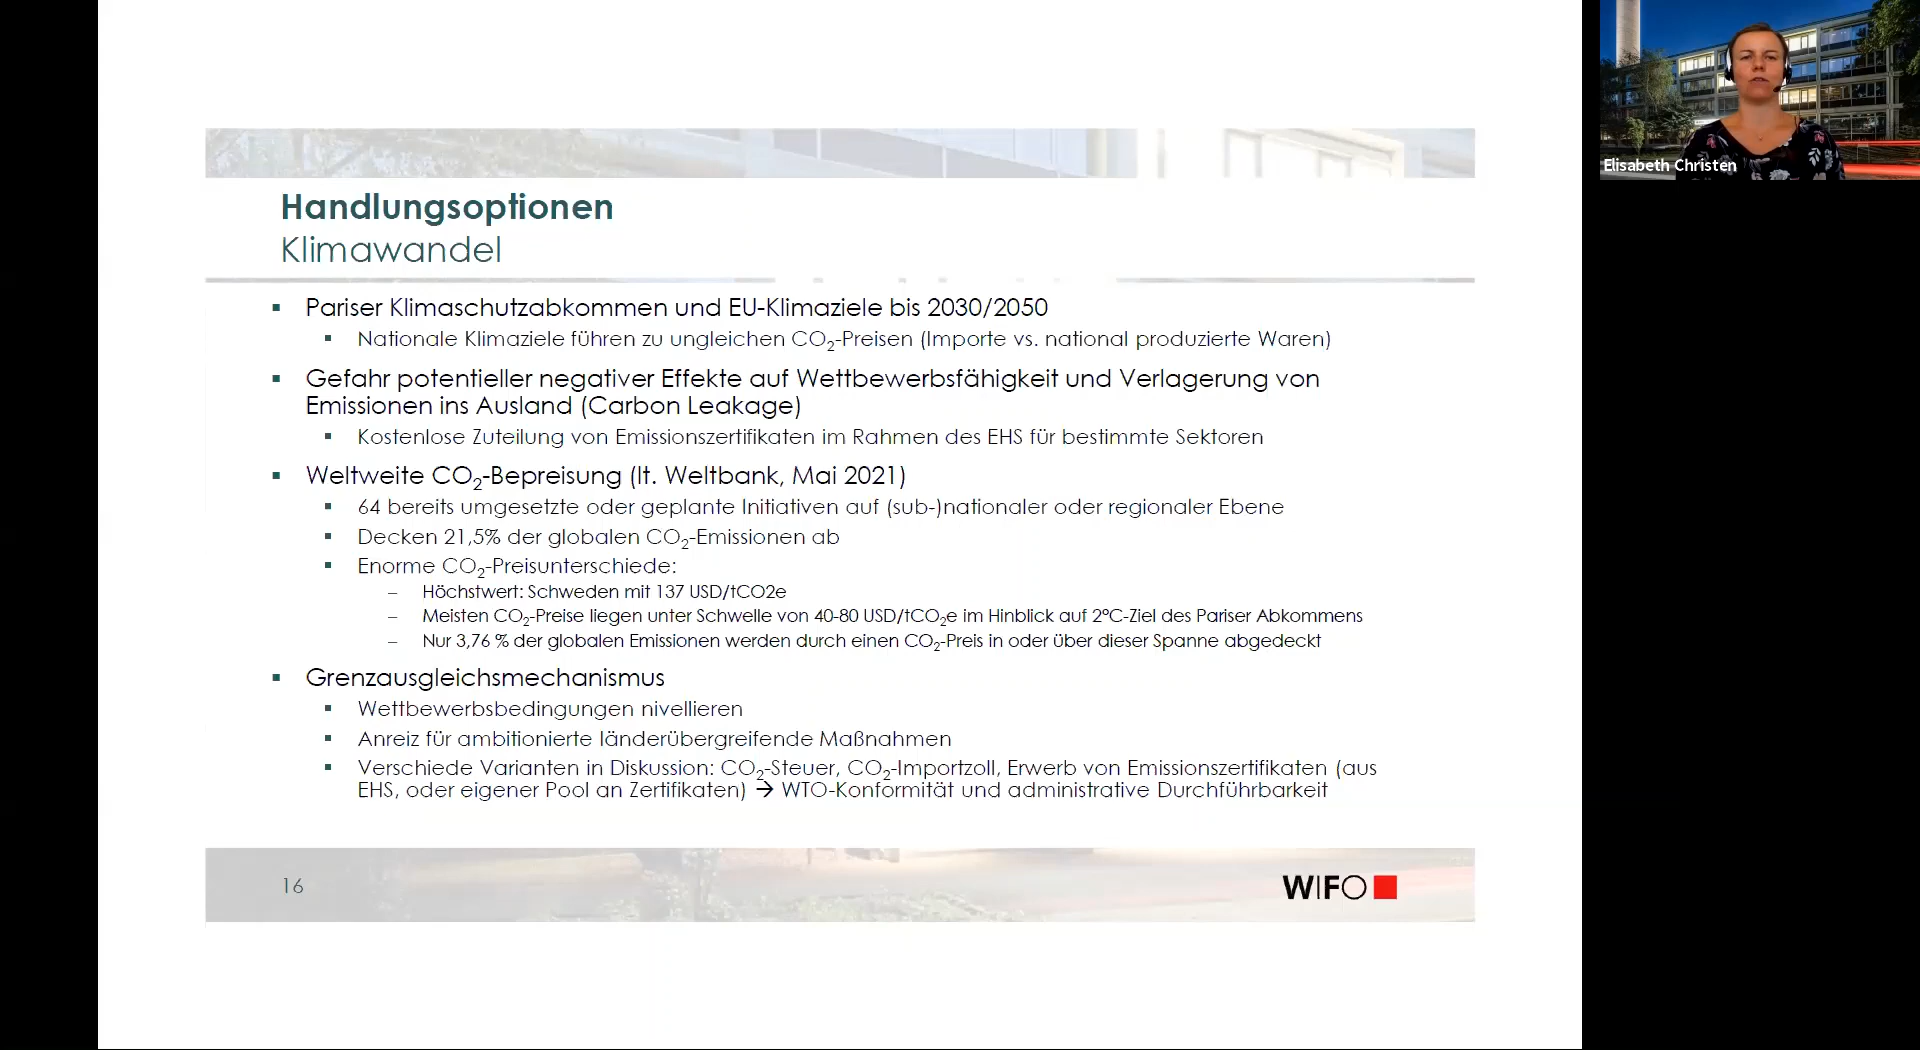 Handlungsoptionen
Klimawandel
▪ Pariser Klimaschutzabkommen und EU-Klimaziele bis 2030/2050
▪ Nationale Klimaziele führen zu ungleichen CO₂-Preisen (Importe vs. national produzierte Waren)
▪ Gefahr potentieller negativer Effekte auf Wettbewerbsfähigkeit und Verlagerung von
Emissionen ins Ausland (Carbon Leakage)
▪ Kostenlose Zuteilung von Emissionszertifikaten im Rahmen des EHS für bestimmte Sektoren
▪ Weltweite CO₂-Bepreisung (lt. Weltbank, Mai 2021)
▪ 64 bereits umgesetzte oder geplante Initiativen auf (sub-)nationaler oder regionaler Ebene
▪ Decken 21,5% der globalen CO₂-Emissionen ab
▪ Enorme CO₂-Preisunterschiede:
– Höchstwert: Schweden mit 137 USD/tCO2e
– Meisten CO₂-Preise liegen unter Schwelle von 40-80 USD/tCO₂e im Hinblick auf 2°C-Ziel des Pariser Abkommens
– Nur 3,76 % der globalen Emissionen werden durch einen CO₂-Preis in oder über dieser Spanne abgedeckt
▪ Grenzausgleichsmechanismus
▪ Wettbewerbsbedingungen nivellieren
▪ Anreiz für ambitionierte länderübergreifende Maßnahmen
▪ Verschiede Varianten in Diskussion: CO₂-Steuer, CO₂-Importzoll, Erwerb von Emissionszertifikaten (aus
EHS, oder eigener Pool an Zertifikaten) → WTO-Konformität und administrative Durchführbarkeit
16
WIFO
Elisabeth Christen